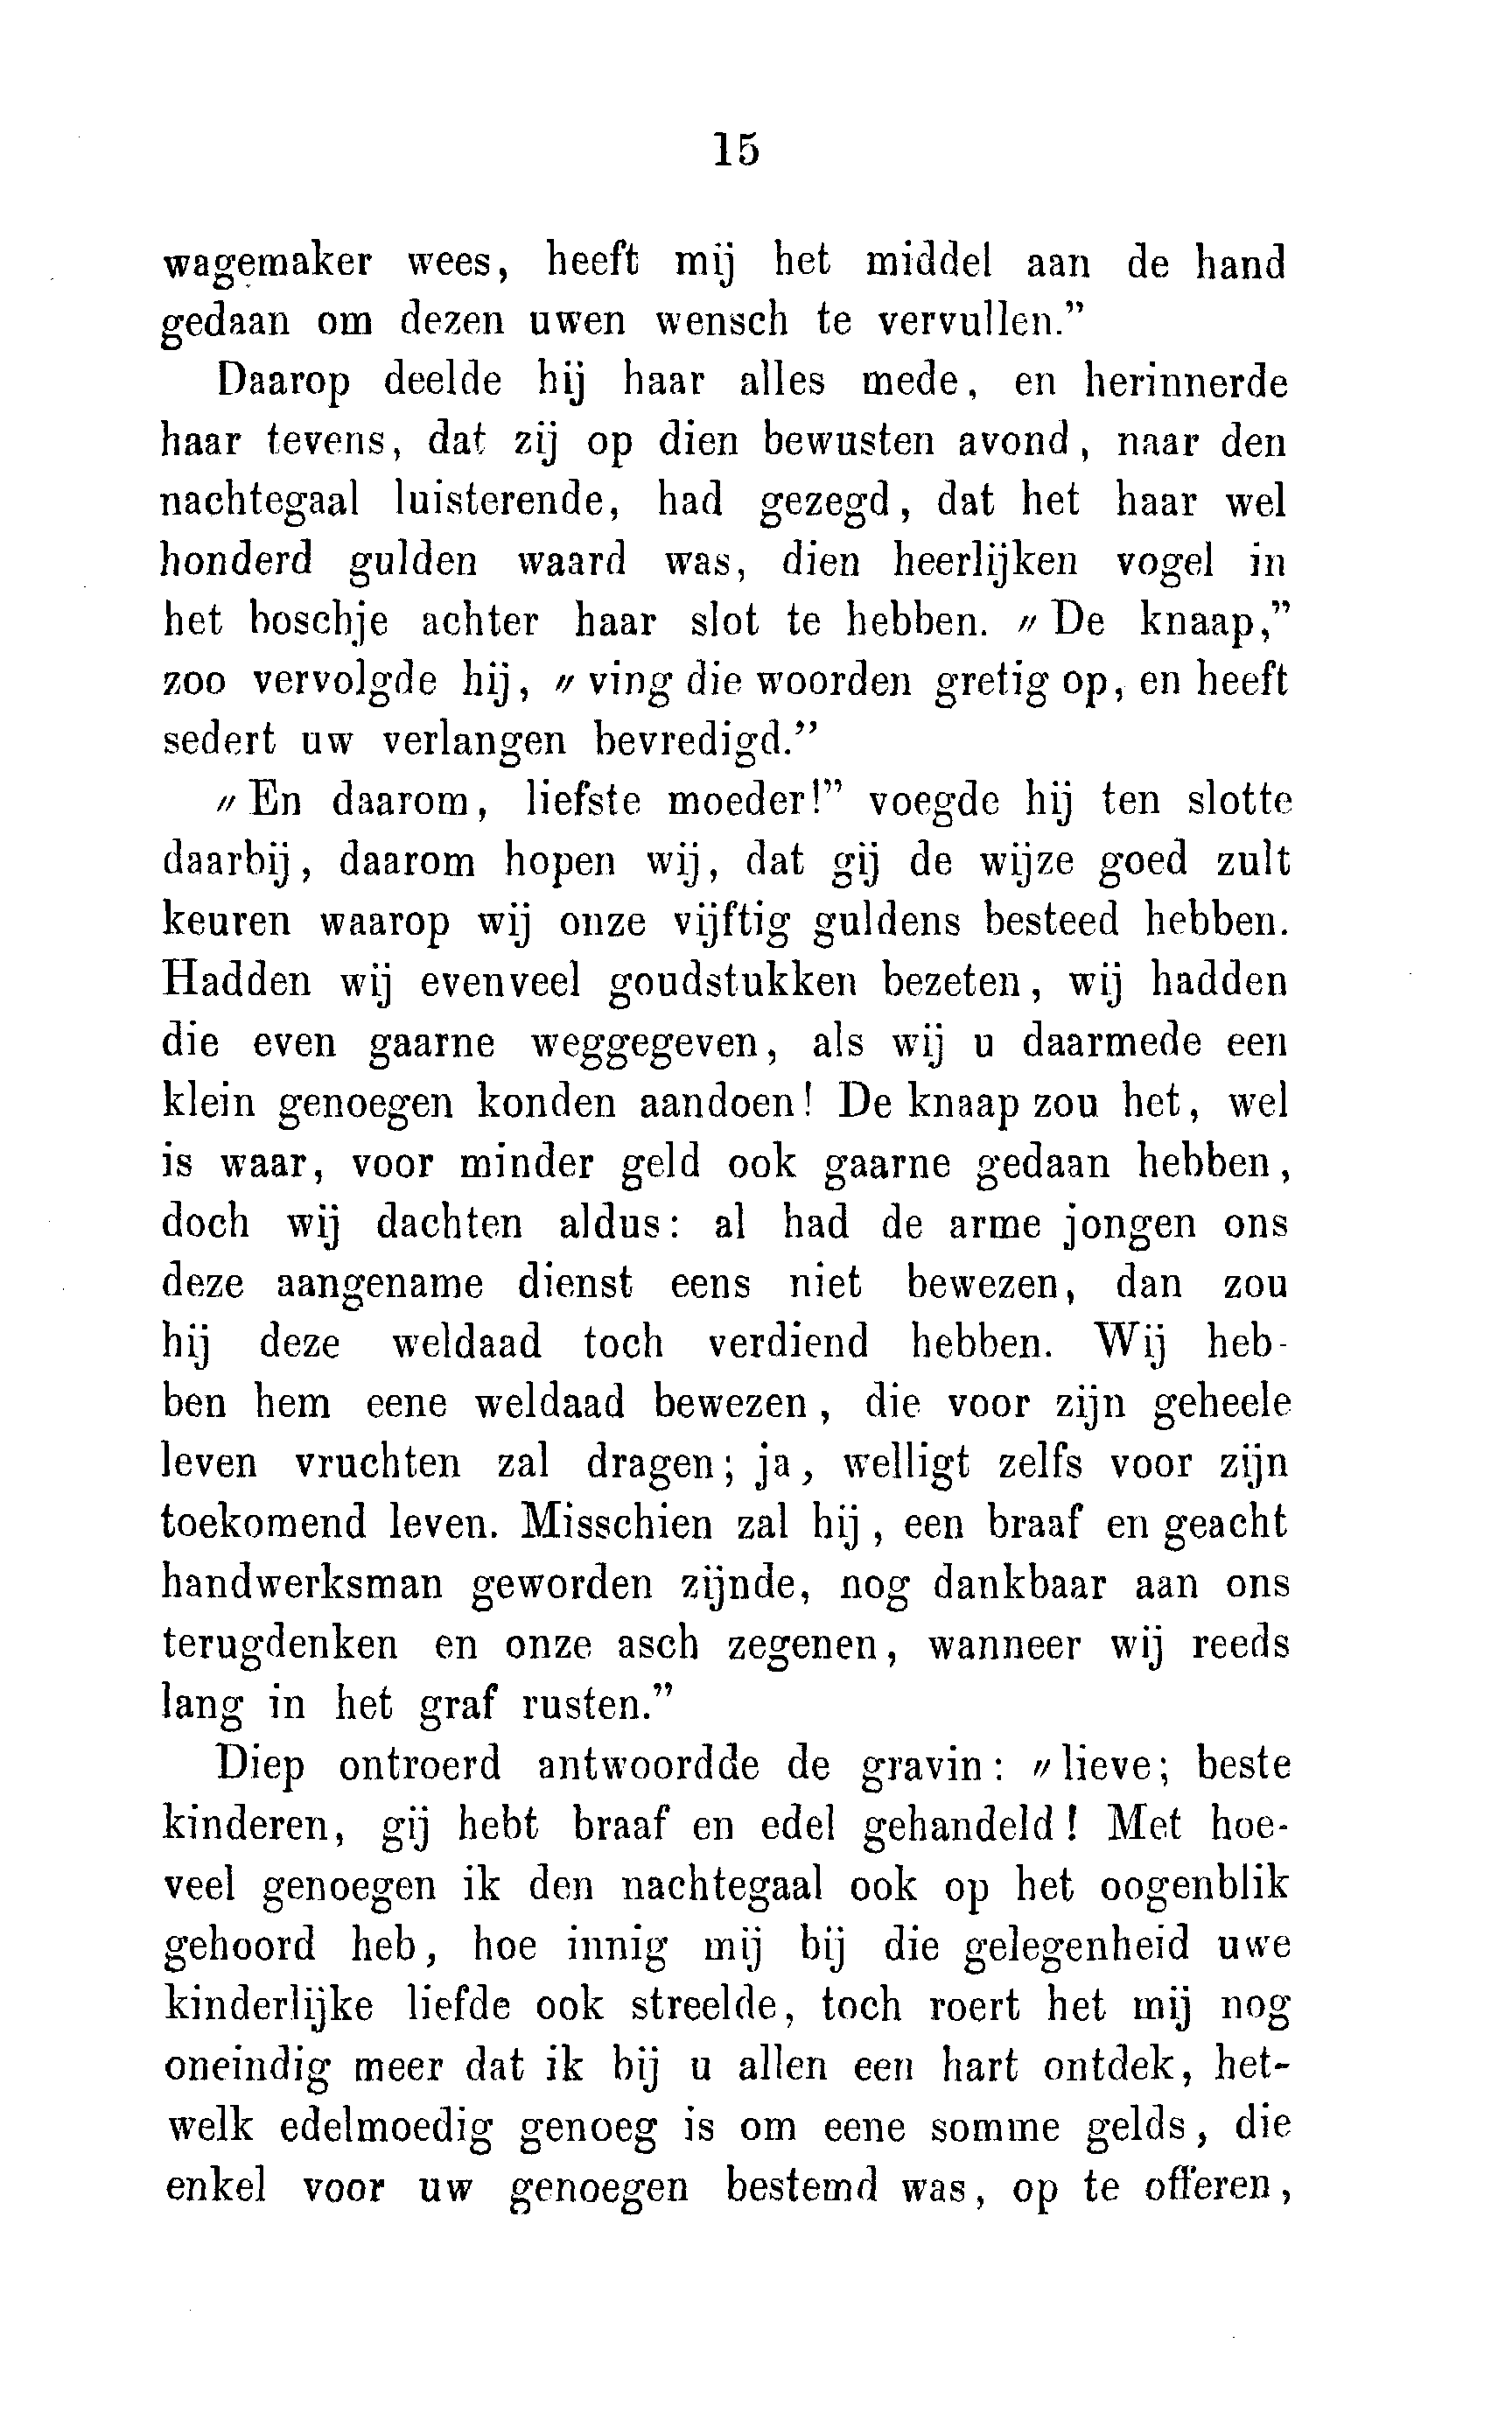 15
wagemaker wees, heeft mij het middel aan de hand
gedaan om dezen uwen wensch te vervullen.”
Daarop deelde hij haar alles mede, en herinnerde
haar tevens, dat zij op dien bewusten avond, naar den
nachtegaal luisterende, had gezegd, dat het haar wel
honderd gulden waard was, dien heerlijken vogel in
het boschje achter haar slot te hebben. „De knaap,”
zoo vervolgde hij, „ving die woorden gretig op, en heeft
sedert uw verlangen bevredigd.”
„En daarom, liefste moeder!” voegde hij ten slotte
daarbij, daarom hopen wij, dat gij de wijze goed zult
keuren waarop wij onze vijftig guldens besteed hebben.
Hadden wij evenveel goudstukken bezeten, wij hadden
die even gaarne weggegeven, als wij u daarmede een
klein genoegen konden aandoen! De knaap zou het, wel
is waar, voor minder geld ook gaarne gedaan hebben,
doch wij dachten aldus: al had de arme jongen ons
deze aangename dienst eens niet bewezen, dan zou
hij deze weldaad toch verdiend hebben. Wij heb-
ben hem eene weldaad bewezen, die voor zijn geheele
leven vruchten zal dragen; ja, welligt zelfs voor zijn
toekomend leven. Misschien zal hij, een braaf en geacht
handwerksman geworden zijnde, nog dankbaar aan ons
terugdenken en onze asch zegenen, wanneer wij reeds
lang in het graf rusten.”
Diep ontroerd antwoordde de gravin: „lieve; beste
kinderen, gij hebt braaf en edel gehandeld! Met hoe-
veel genoegen ik den nachtegaal ook op het oogenblik
gehoord heb, hoe innig mij bij die gelegenheid uwe
kinderlijke liefde ook streelde, toch roert het mij nog
oneindig meer dat ik bij u allen een hart ontdek, het-
welk edelmoedig genoeg is om eene somme gelds, die
enkel voor uw genoegen bestemd was, op te offeren,